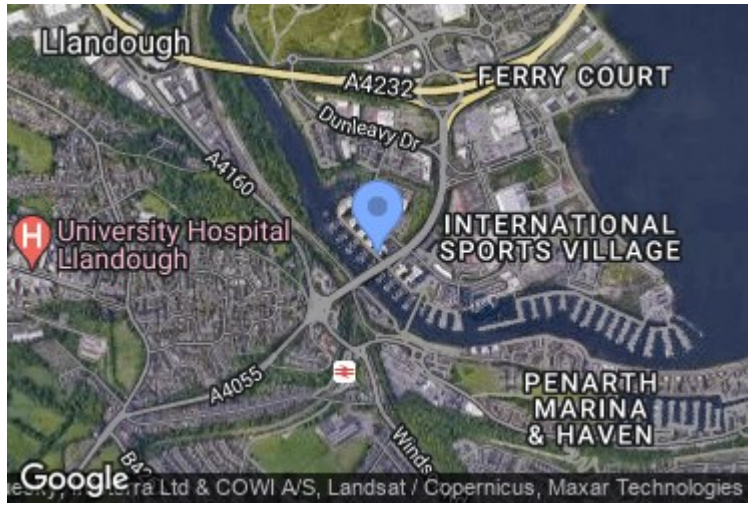 Llandough
FERRY COURT
A4232
Dunleavy Dr
A4160
H
University Hospital
Llandough
INTERNATIONAL
SPORTS VILLAGE
A4055
PENARTH
MARINA
& HAVEN
Google
Ltd & COWI A/S, Landsat / Copernicus, Maxar Technologies